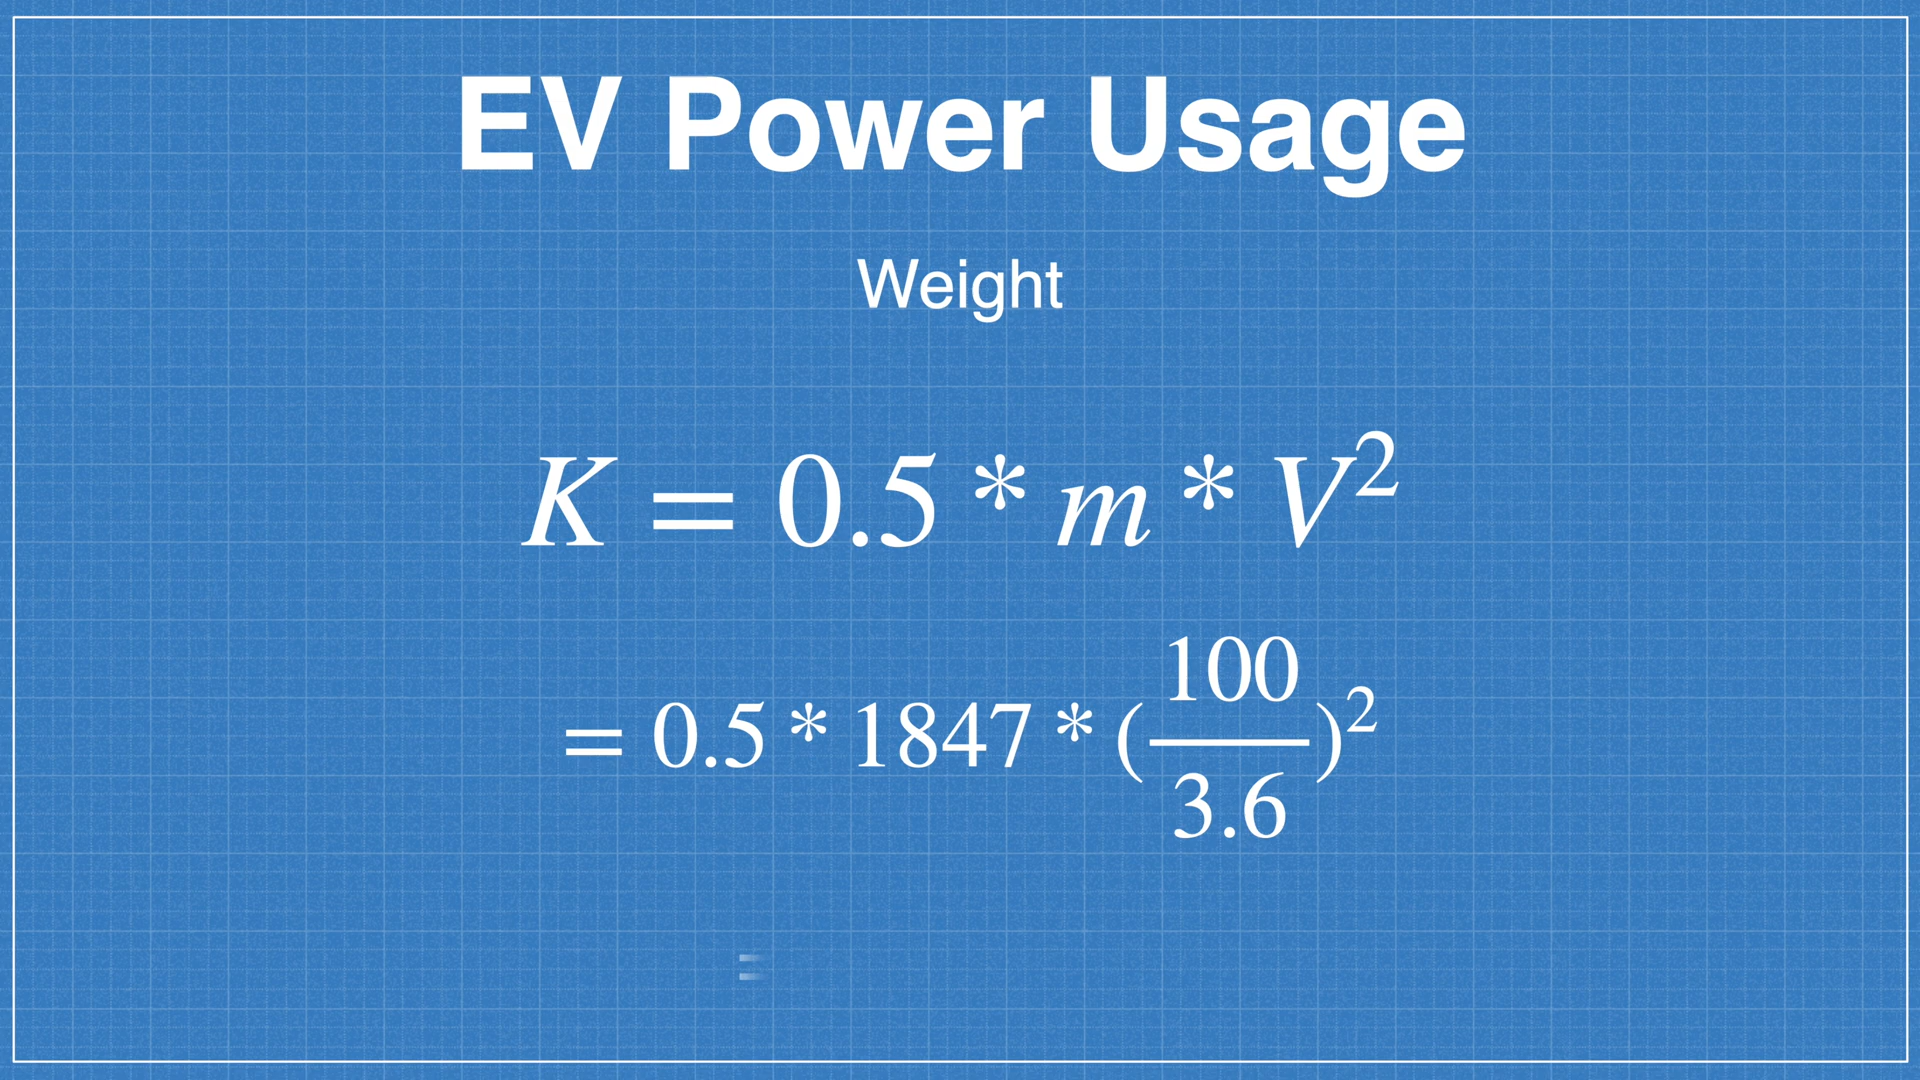 EV Power Usage
Weight
K = 0.5 * m * V²
= 0.5 * 1847 * (100/3.6)²
=